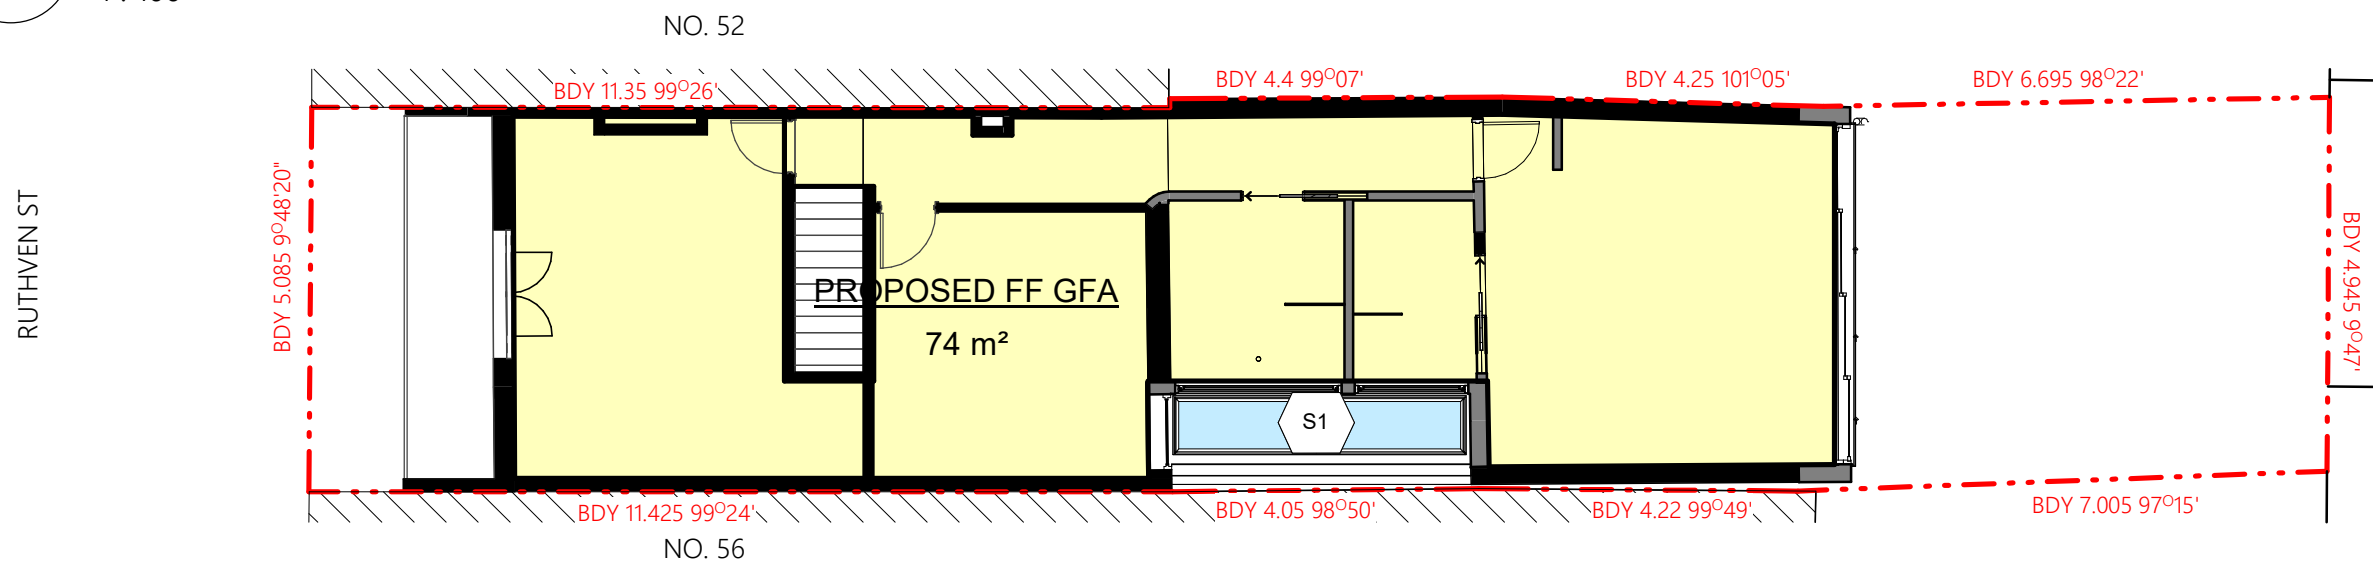 NO. 52
BDY 11.35 99°26'
BDY 4.4 99°07'
BDY 4.25 101°05'
BDY 6.695 98°22'
RUTHVEN ST
BDY 5.085 9°48'20"
PROPOSED FF GFA
74 m²
S1
BDY 4.945 9°47'
BDY 11.425 99°24'
BDY 4.05 98°50'
BDY 4.22 99°49'
BDY 7.005 97°15'
NO. 56